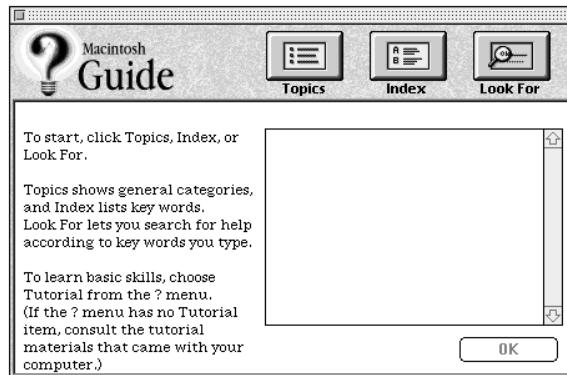 Macintosh
Guide
Topics
Index
Look For
To start, click Topics, Index, or
Look For.
Topics shows general categories,
and Index lists key words.
Look For lets you search for help
according to key words you type.
To learn basic skills, choose
Tutorial from the ? menu.
(If the ? menu has no Tutorial
item, consult the tutorial
materials that came with your
computer.)
OK